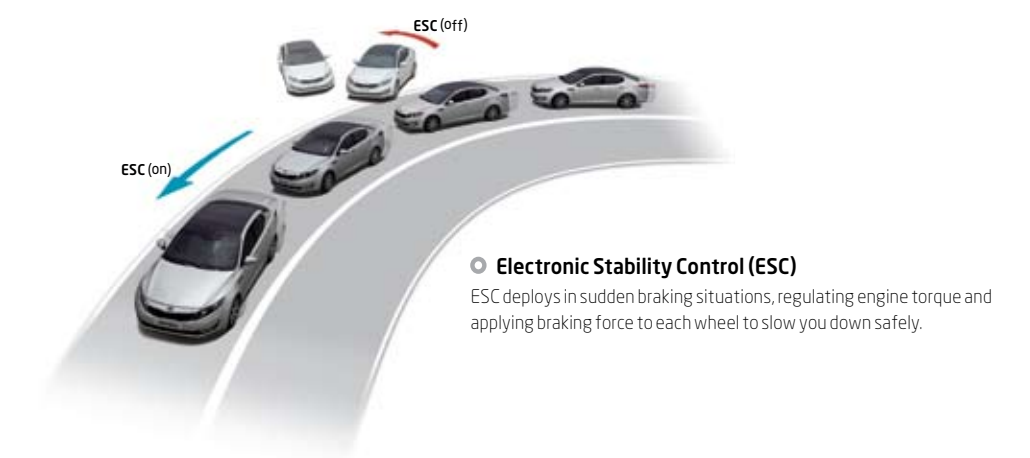 ESC (off)
ESC (on)
Electronic Stability Control (ESC)
ESC deploys in sudden braking situations, regulating engine torque and
applying braking force to each wheel to slow you down safely.